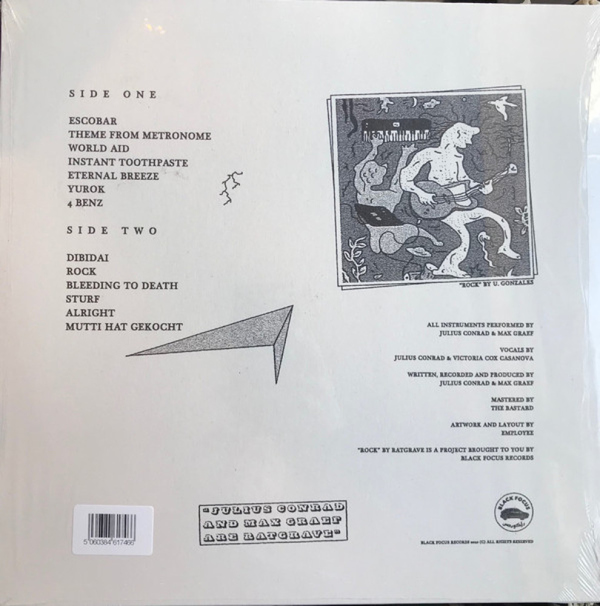 SIDE ONE
ESCOBAR
THEME FROM METRONOME
WORLD AID
INSTANT TOOTHPASTE
ETERNAL BREEZE
YUROK
4 BENZ
SIDE TWO
DIBIDAI
ROCK
BLEEDING TO DEATH
STURF
ALRIGHT
MUTTI HAT GEKOCHT
"ROCK" BY U. GONZALES
ALL INSTRUMENTS PERFORMED BY
JULIUS CONRAD & MAX GRAEF
VOCALS BY
JULIUS CONRAD & VICTORIA COX CASANOVA
WRITTEN, RECORDED AND PRODUCED BY
JULIUS CONRAD & MAX GRAEF
MASTERED BY
THE BASTARD
ARTWORK AND LAYOUT BY
EMPLOYEE
"ROCK" BY RATGRAVE IS A PROJECT BROUGHT TO YOU BY
BLACK FOCUS RECORDS
5 060384 617466
"JULIUS CONRAD
AND MAX GRAEF
ARE RATGRAVE"
BLACK FOCUS
BLACK FOCUS RECORDS ALL RIGHTS RESERVED